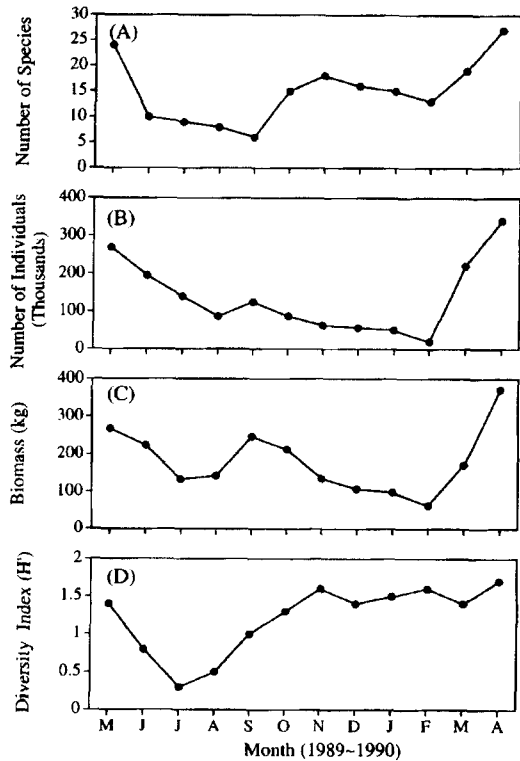 (A)
Number of Species
30
25
20
15
10
5
0
(B)
Number of Individuals
(Thousands)
400
300
200
100
0
(C)
Biomass (kg)
400
300
200
100
0
(D)
Diversity Index (H')
2
1.5
1
0.5
0
M J J A S O N D J F M A
Month (1989~1990)